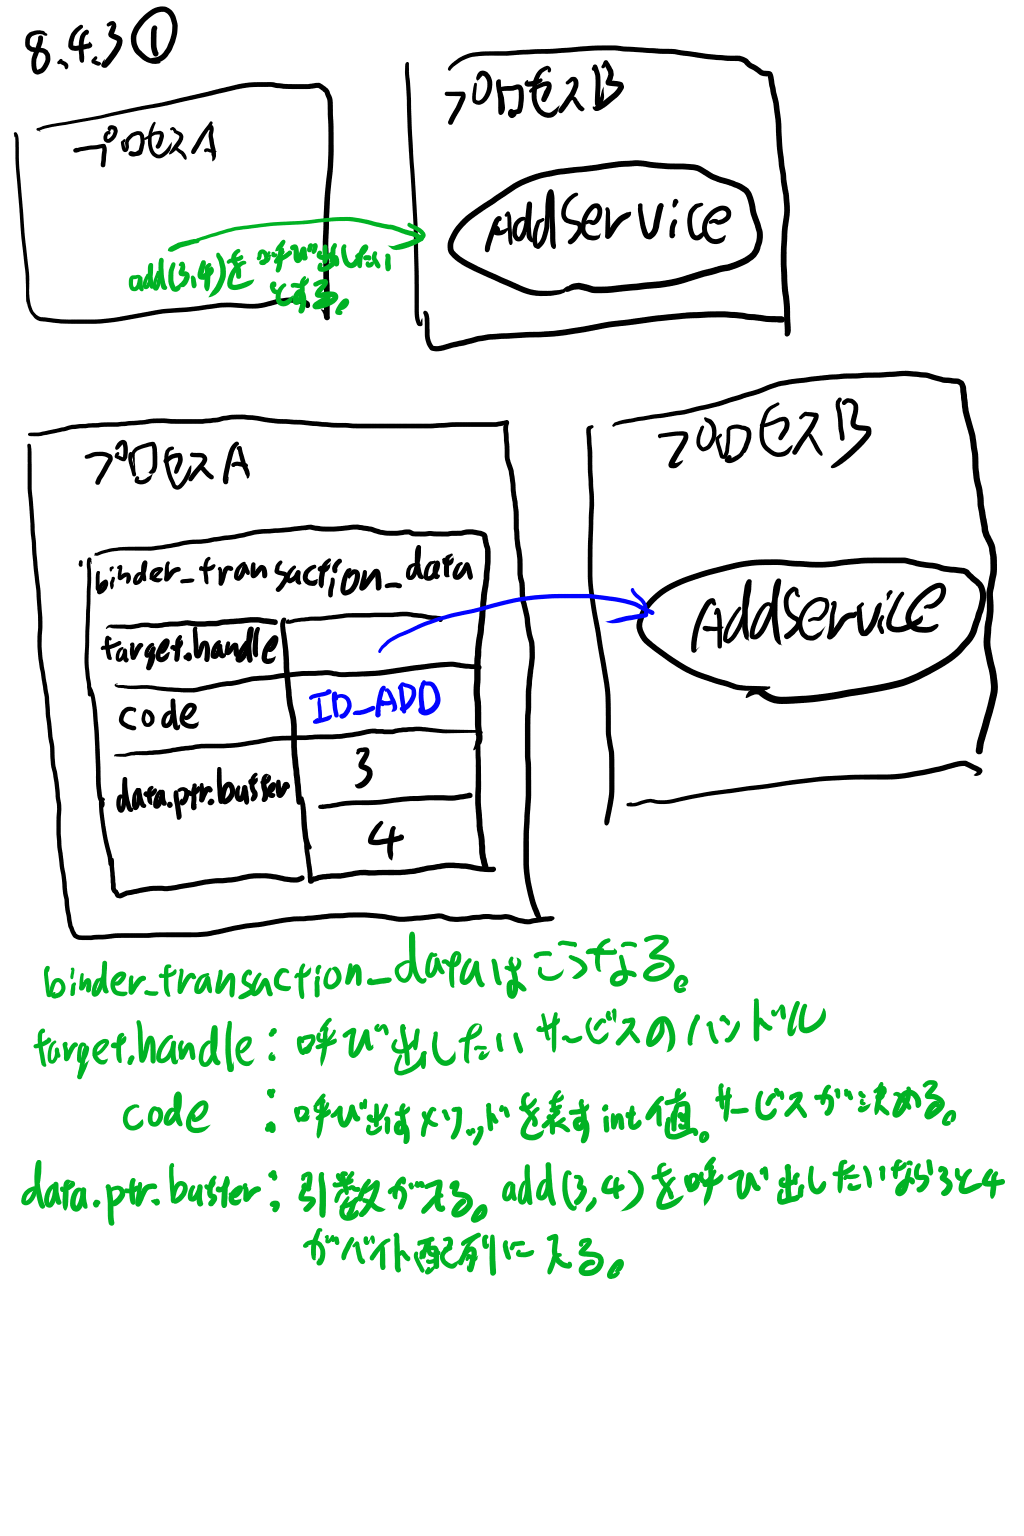 8.4.3①
プロセスA
プロセスB
AddService
add(3,4)を呼び出したい
とする。
プロセスA
プロセスB
binder_transaction_data
target.handle
code
ID_ADD
data.ptr.buffer
3
4
AddService
binder_transaction_dataはこうなる。
target.handle: 呼び出したいサービスのハンドル
code : 呼び出すメソッドを表すint値。サービスが決める。
data.ptr.buffer: 引数が入る。add(3,4)を呼び出したいなら3と4
がバイト配列に入る。